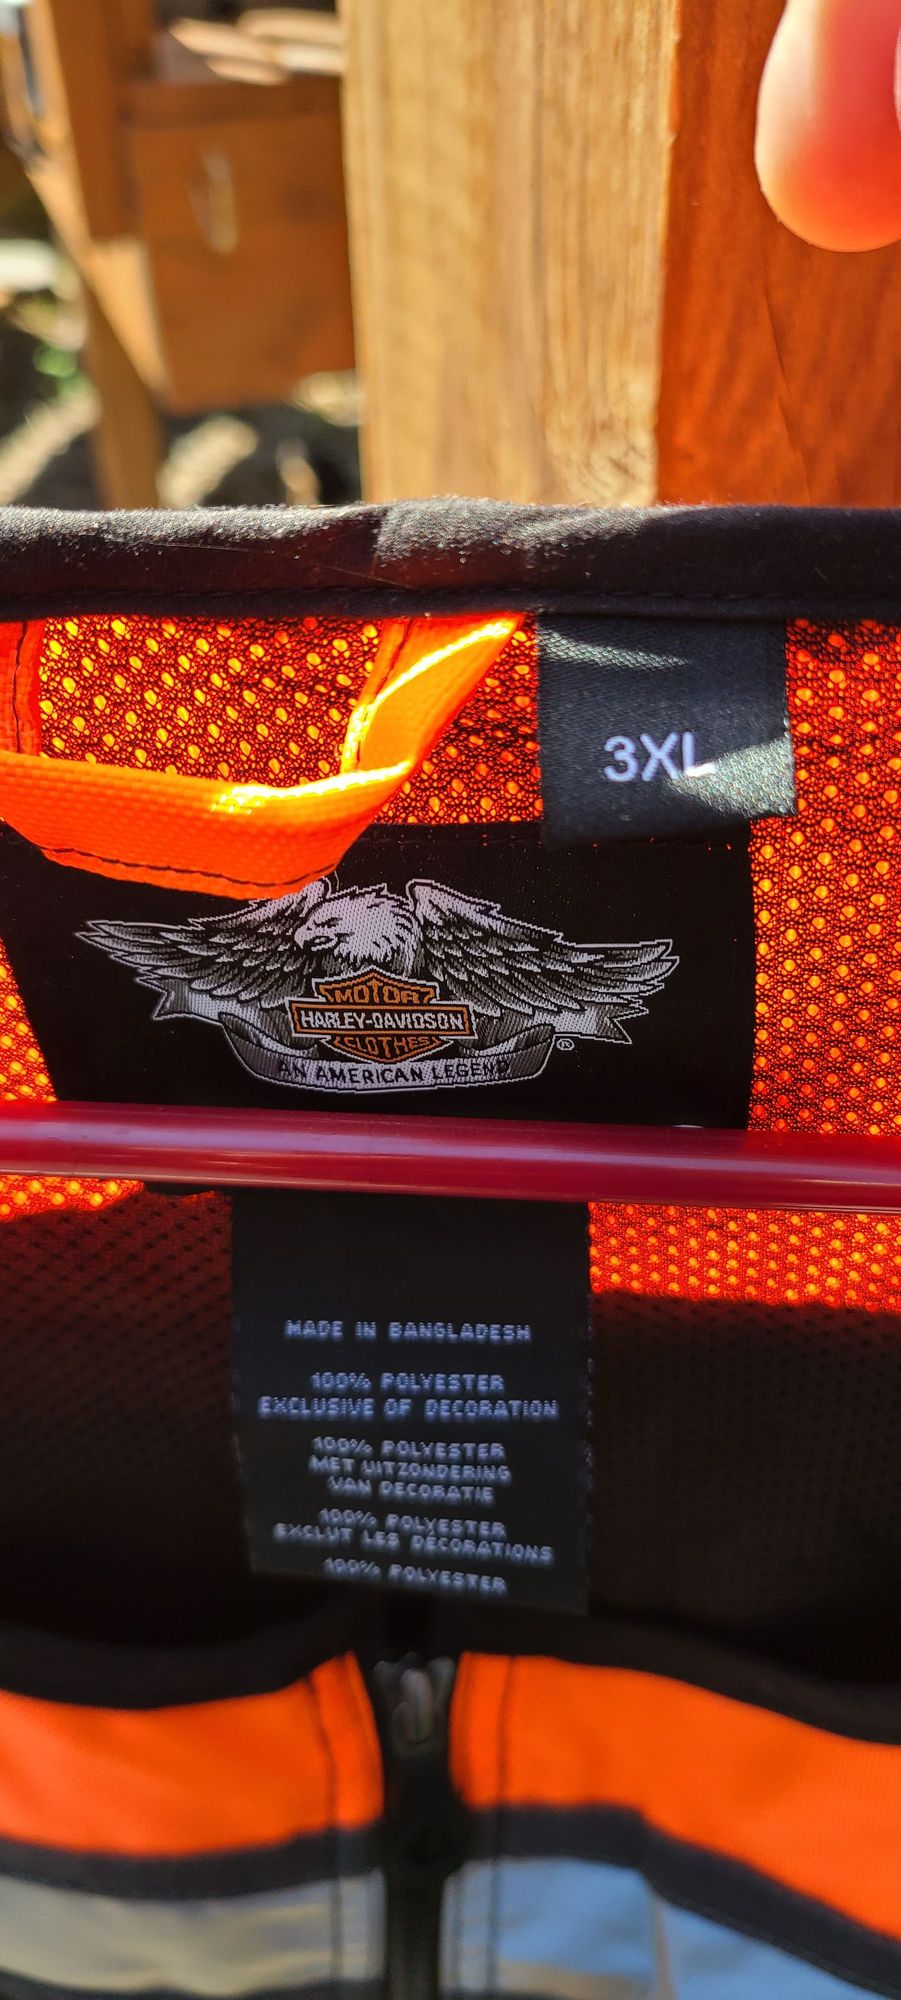 3XL
MOTOR
HARLEY-DAVIDSON
CLOTHES
®
AN AMERICAN LEGEND
MADE IN BANGLADESH
100% POLYESTER
EXCLUSIVE OF DECORATION
100% POLYESTER
MET UITZONDERING
VAN DECORATIE
100% POLYESTER
EXCLUT LES DÉCORATIONS
100% POLYESTER